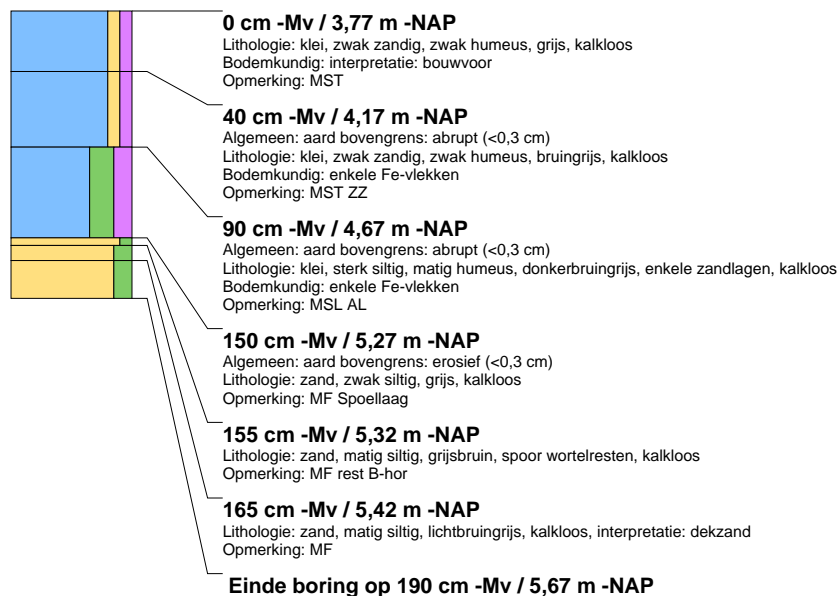 0 cm -Mv / 3,77 m -NAP
Lithologie: klei, zwak zandig, zwak humeus, grijs, kalkloos
Bodemkundig: interpretatie: bouwvoor
Opmerking: MST
40 cm -Mv / 4,17 m -NAP
Algemeen: aard bovengrens: abrupt (<0,3 cm)
Lithologie: klei, zwak zandig, zwak humeus, bruingrijs, kalkloos
Bodemkundig: enkele Fe-vlekken
Opmerking: MST ZZ
90 cm -Mv / 4,67 m -NAP
Algemeen: aard bovengrens: abrupt (<0,3 cm)
Lithologie: klei, sterk siltig, matig humeus, donkerbruingrijs, enkele zandlagen, kalkloos
Bodemkundig: enkele Fe-vlekken
Opmerking: MSL AL
150 cm -Mv / 5,27 m -NAP
Algemeen: aard bovengrens: erosief (<0,3 cm)
Lithologie: zand, zwak siltig, grijs, kalkloos
Opmerking: MF Spoellaag
155 cm -Mv / 5,32 m -NAP
Lithologie: zand, matig siltig, grijsbruin, spoor wortelresten, kalkloos
Opmerking: MF rest B-hor
165 cm -Mv / 5,42 m -NAP
Lithologie: zand, matig siltig, lichtbruingrijs, kalkloos, interpretatie: dekzand
Opmerking: MF
Einde boring op 190 cm -Mv / 5,67 m -NAP